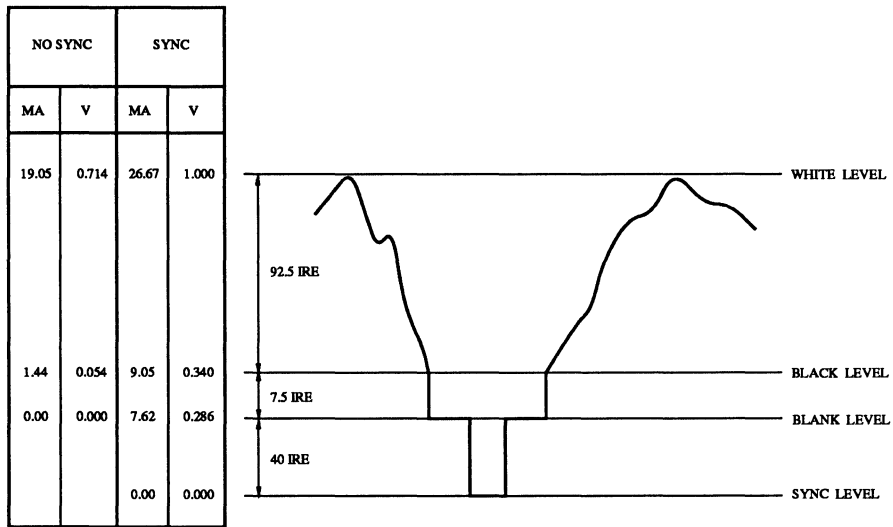 NO SYNC SYNC
MA V MA V
19.05 0.714 26.67 1.000 WHITE LEVEL
92.5 IRE
1.44 0.054 9.05 0.340 BLACK LEVEL
7.5 IRE
0.00 0.000 7.62 0.286 BLANK LEVEL
40 IRE
0.00 0.000 SYNC LEVEL